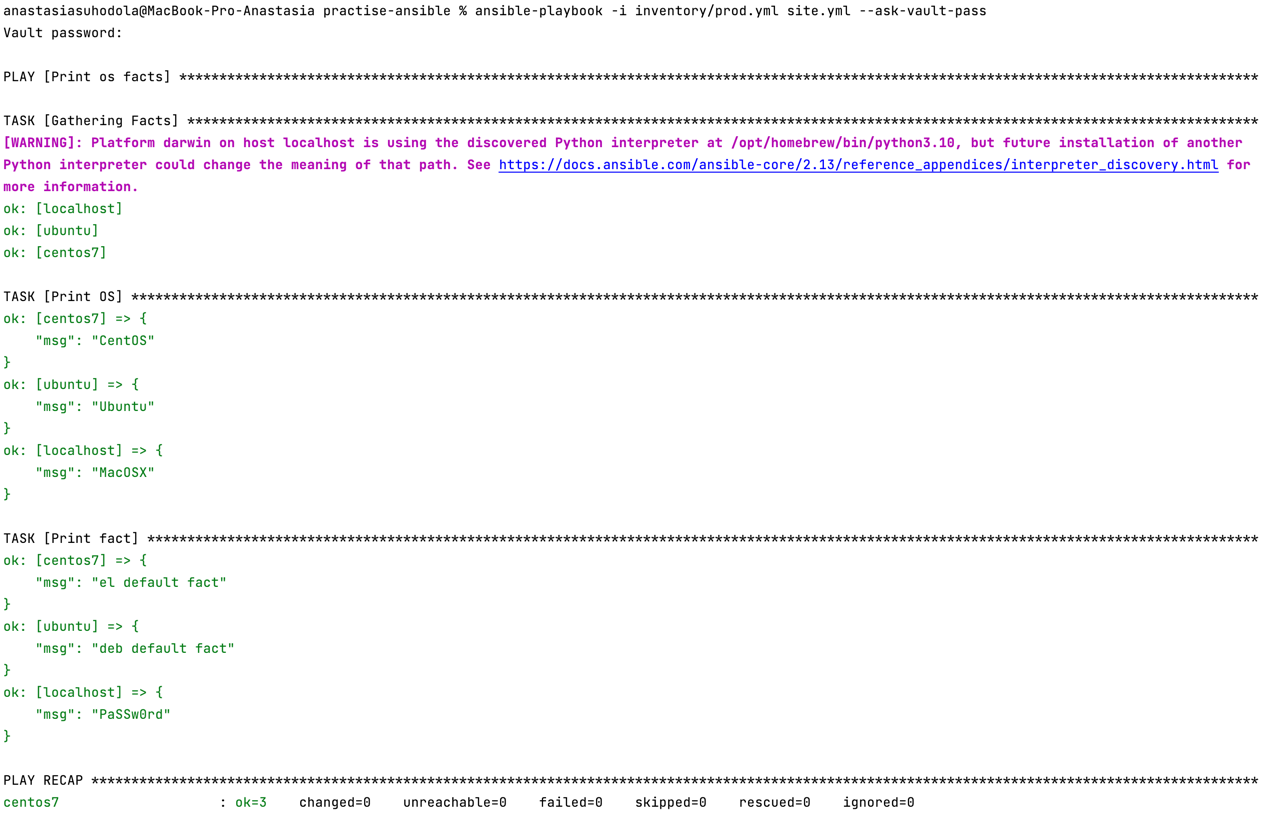 anastasiasuhodola@MacBook-Pro-Anastasia practise-ansible % ansible-playbook -i inventory/prod.yml site.yml --ask-vault-pass
Vault password:
PLAY [Print os facts] ***************************************************************************************************************************************
TASK [Gathering Facts] **************************************************************************************************************************************
[WARNING]: Platform darwin on host localhost is using the discovered Python interpreter at /opt/homebrew/bin/python3.10, but future installation of another
Python interpreter could change the meaning of that path. See https://docs.ansible.com/ansible-core/2.13/reference_appendices/interpreter_discovery.html for
more information.
ok: [localhost]
ok: [ubuntu]
ok: [centos7]
TASK [Print OS] *********************************************************************************************************************************************
ok: [centos7] => {
    "msg": "CentOS"
}
ok: [ubuntu] => {
    "msg": "Ubuntu"
}
ok: [localhost] => {
    "msg": "MacOSX"
}
TASK [Print fact] *******************************************************************************************************************************************
ok: [centos7] => {
    "msg": "el default fact"
}
ok: [ubuntu] => {
    "msg": "deb default fact"
}
ok: [localhost] => {
    "msg": "PaSSw0rd"
}
PLAY RECAP **************************************************************************************************************************************************
centos7                    : ok=3    changed=0    unreachable=0    failed=0    skipped=0    rescued=0    ignored=0